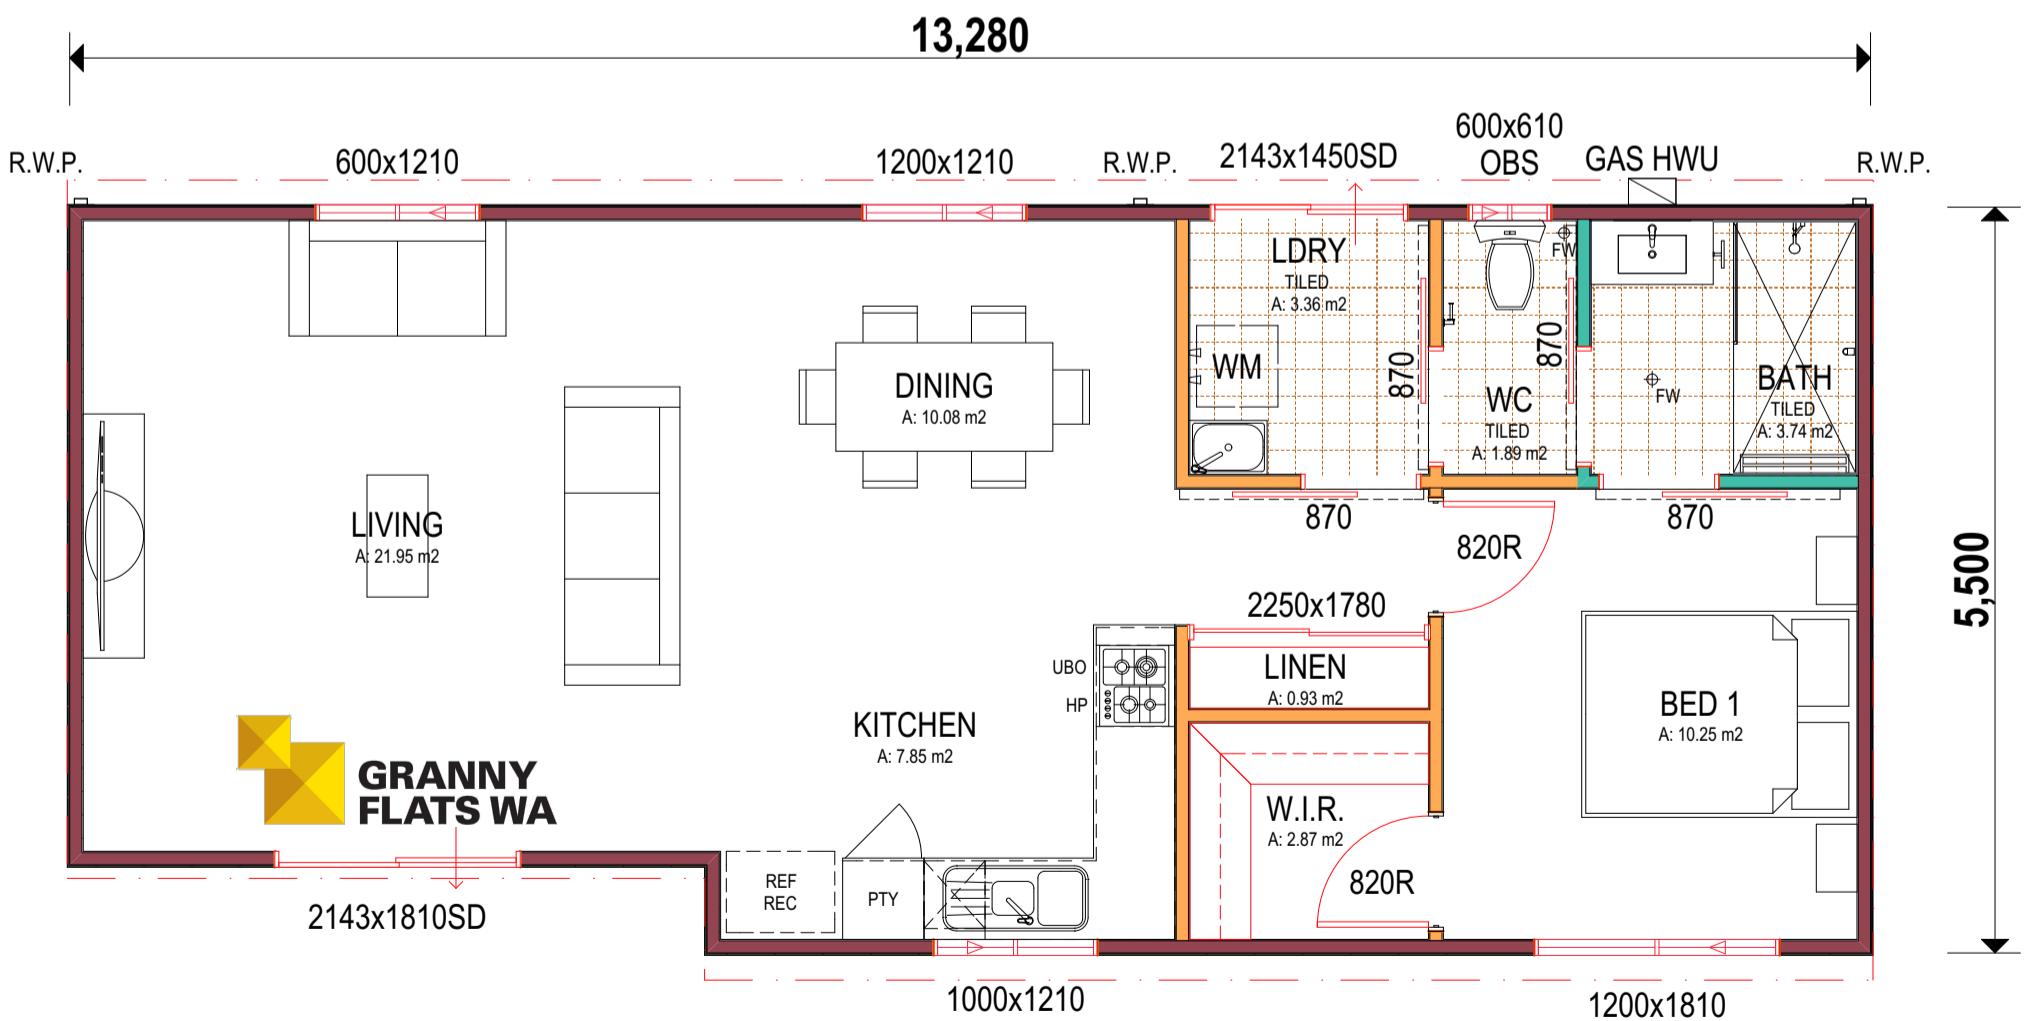 13,280
600x610
R.W.P.
600x1210
1200x1210
R.W.P.
2143x1450SD
OBS
GAS HWU
R.W.P.
LDRY
TILED
A: 3.36 m2
FW
WM
870
870
DINING
A: 10.08 m2
WC
TILED
A: 1.89 m2
FW
BATH
TILED
A: 3.74 m2
LIVING
A: 21.95 m2
870
820R
870
5,500
2250x1780
UBO
HP
LINEN
A: 0.93 m2
KITCHEN
A: 7.85 m2
BED 1
A: 10.25 m2
GRANNY
FLATS WA
W.I.R.
A: 2.87 m2
820R
REF
REC
PTY
2143x1810SD
1000x1210
1200x1810